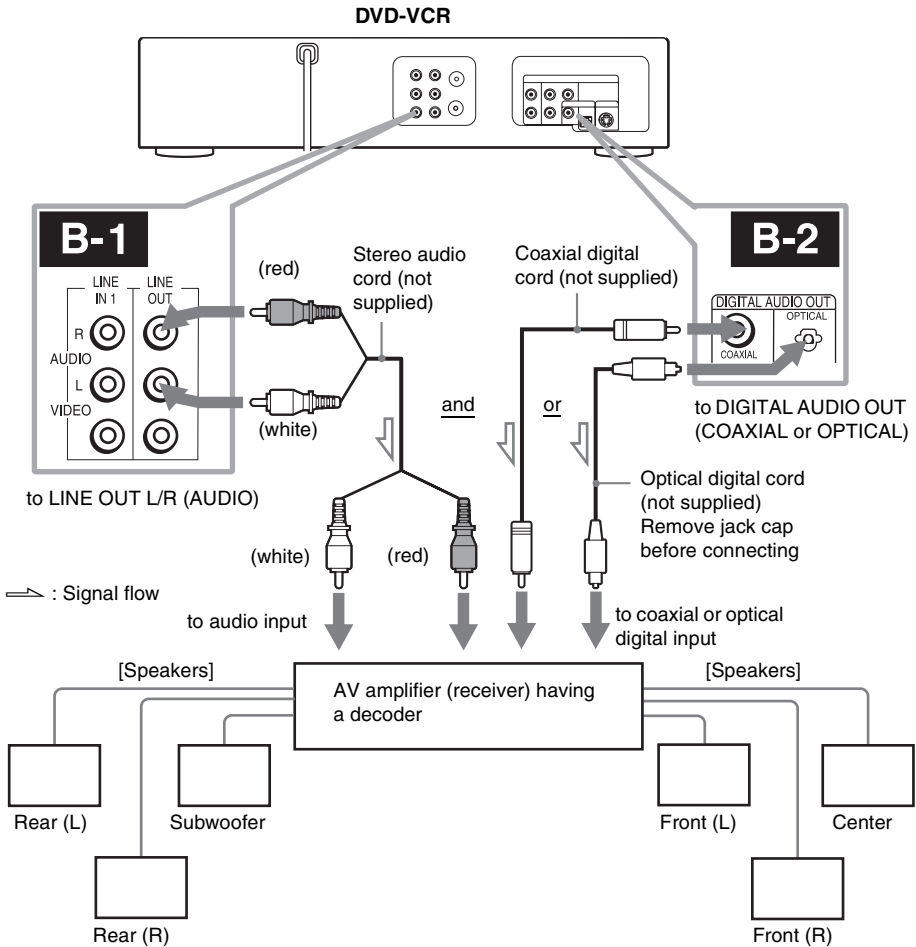 DVD-VCR
B-1
B-2
LINE
IN 1
LINE
OUT
R
AUDIO
L
VIDEO
(red)
(white)
Stereo audio
cord (not
supplied)
Coaxial digital
cord (not supplied)
DIGITAL AUDIO OUT
OPTICAL
COAXIAL
and
or
to DIGITAL AUDIO OUT
(COAXIAL or OPTICAL)
to LINE OUT L/R (AUDIO)
Optical digital cord
(not supplied)
Remove jack cap
before connecting
(white)
(red)
: Signal flow
to audio input
to coaxial or optical
digital input
[Speakers]
[Speakers]
AV amplifier (receiver) having
a decoder
Rear (L)
Subwoofer
Front (L)
Center
Rear (R)
Front (R)